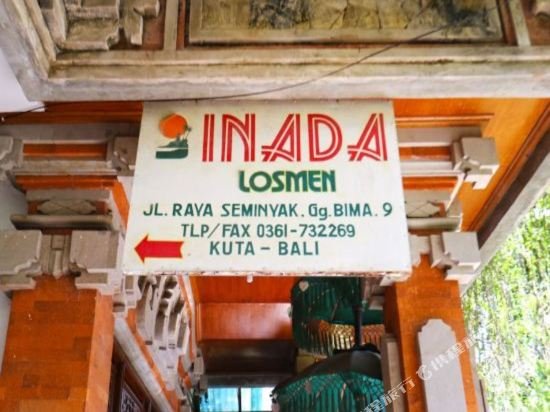 INADA
LOSMEN
JL. RAYA SEMINYAK. Gg. BIMA. 9
TLP/FAX 0361-732269
KUTA - BALI